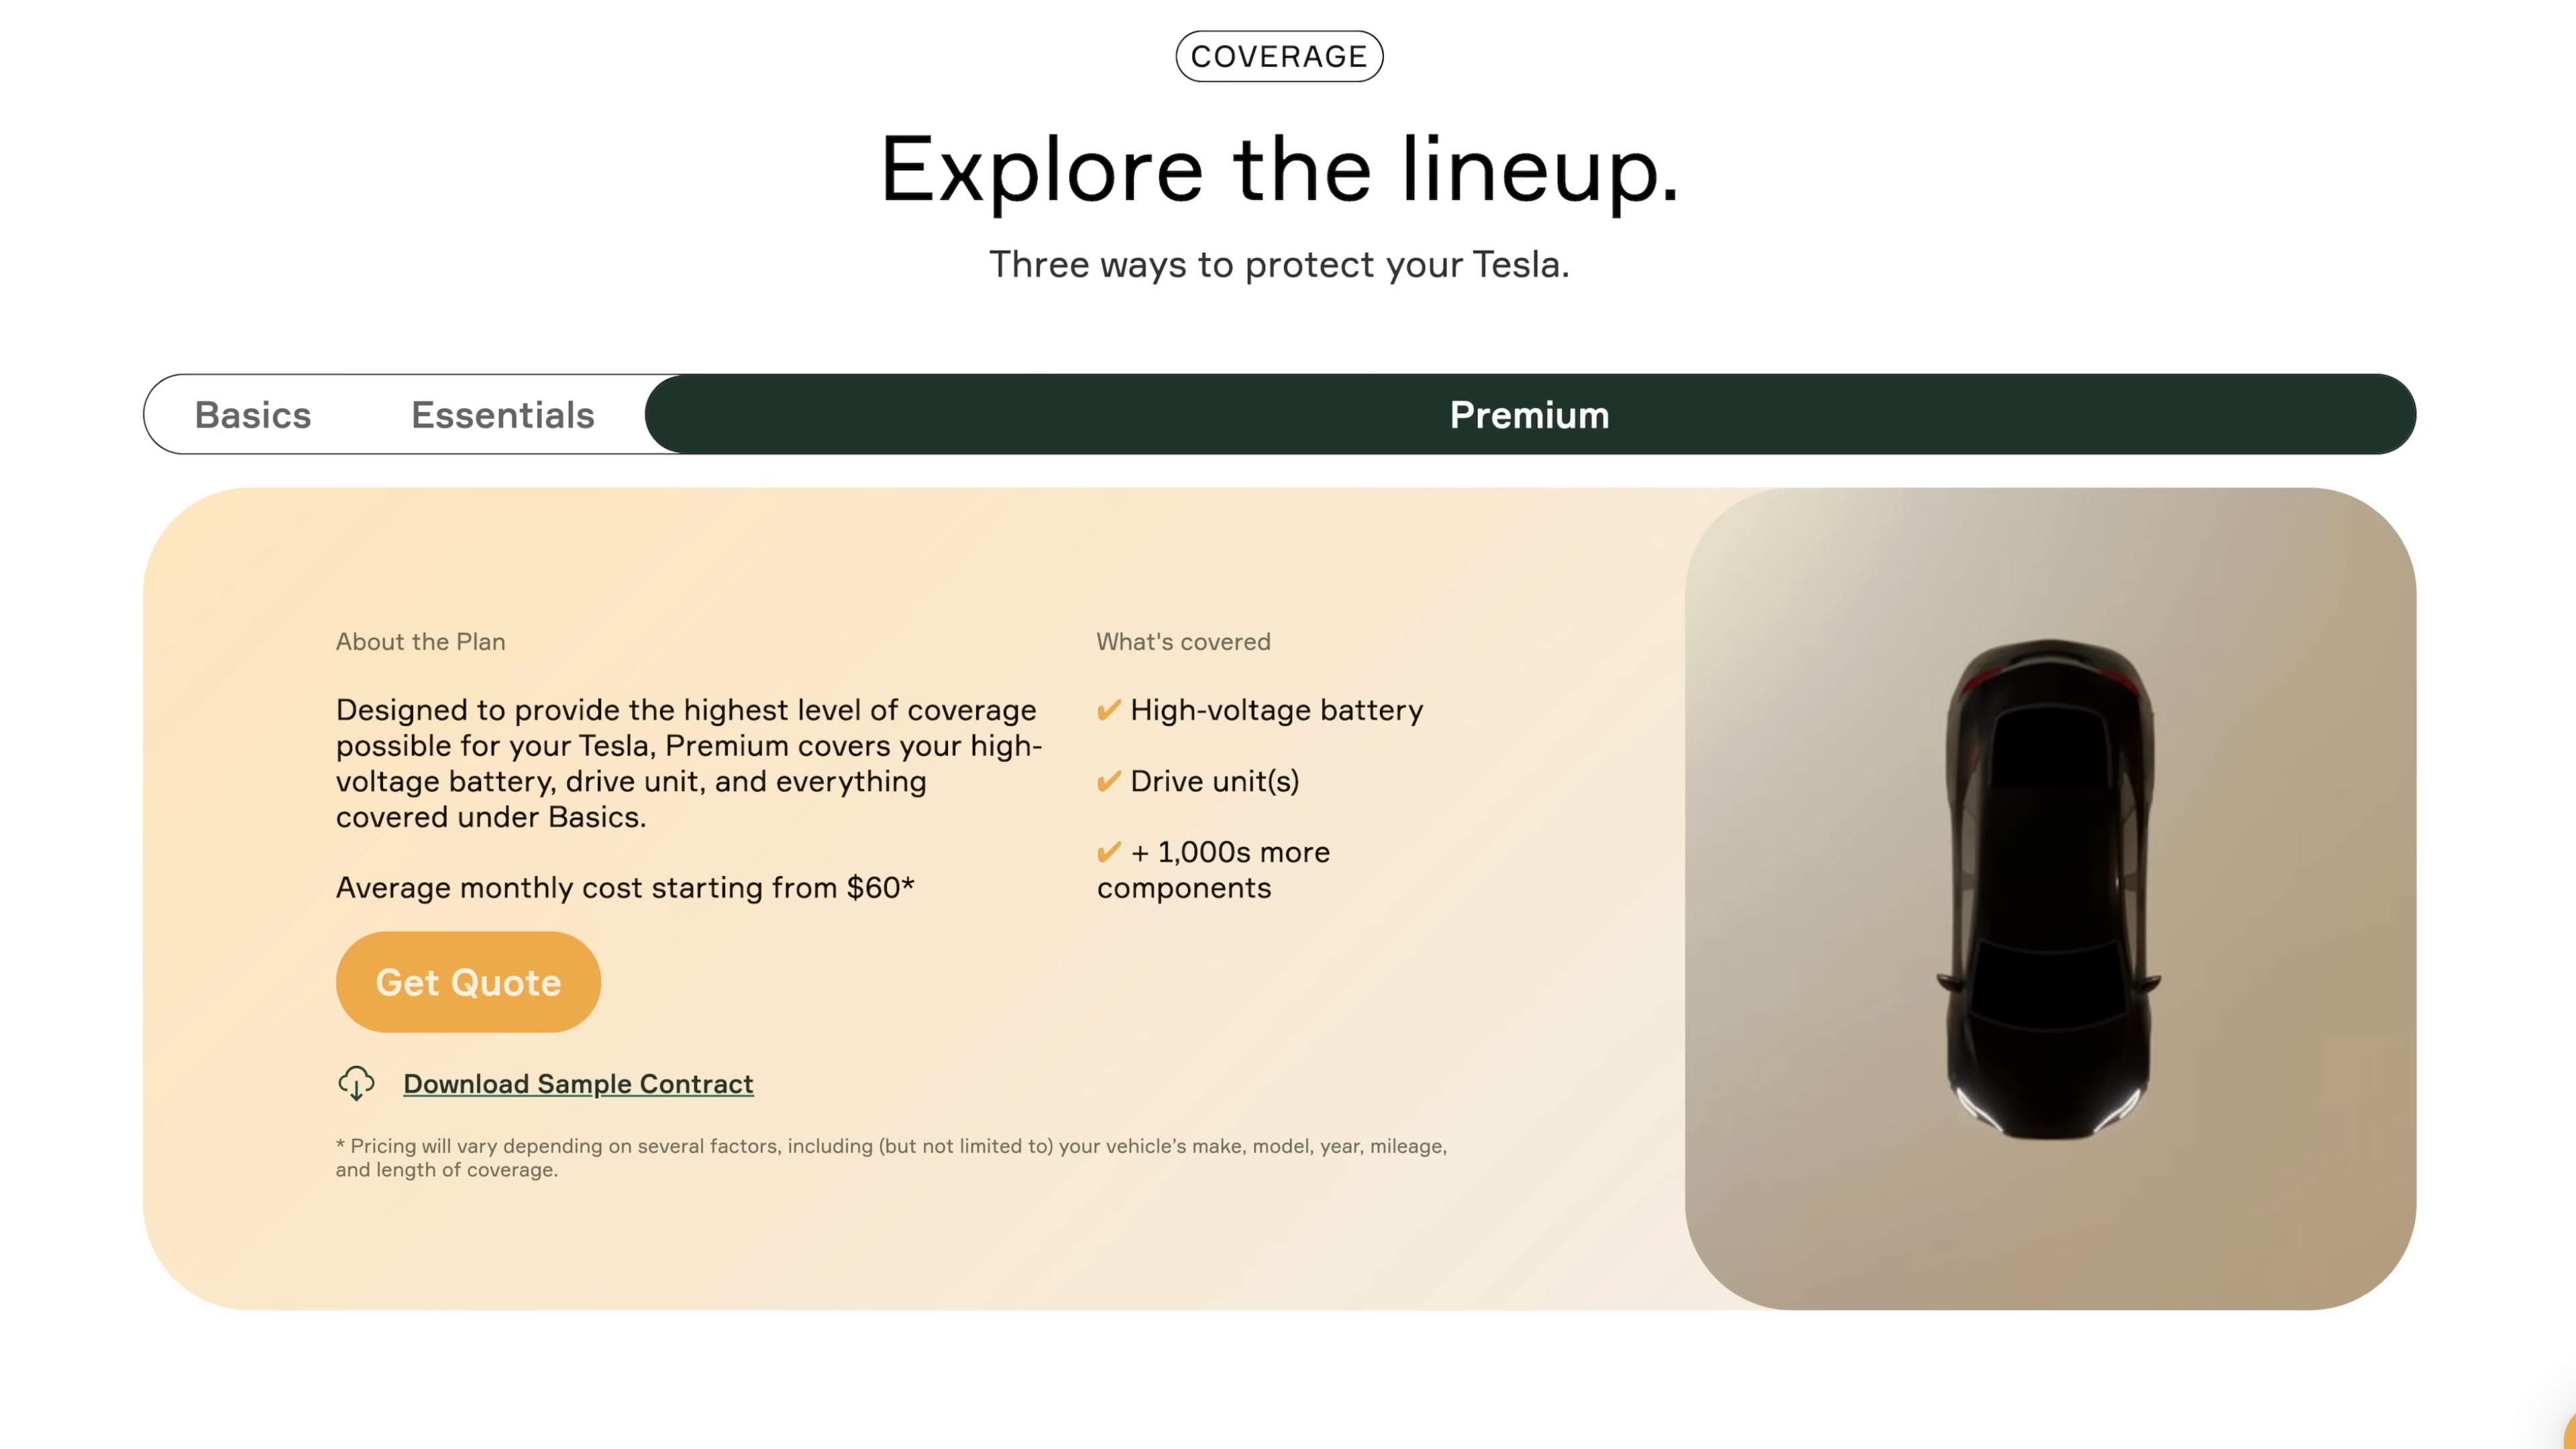 COVERAGE
Explore the lineup.
Three ways to protect your Tesla.
Basics
Essentials
Premium
About the Plan
Designed to provide the highest level of coverage
possible for your Tesla, Premium covers your high-
voltage battery, drive unit, and everything
covered under Basics.
Average monthly cost starting from $60*
Get Quote
Download Sample Contract
* Pricing will vary depending on several factors, including (but not limited to) your vehicle’s make, model, year, mileage,
and length of coverage.
What's covered
✔ High-voltage battery
✔ Drive unit(s)
✔ + 1,000s more
components